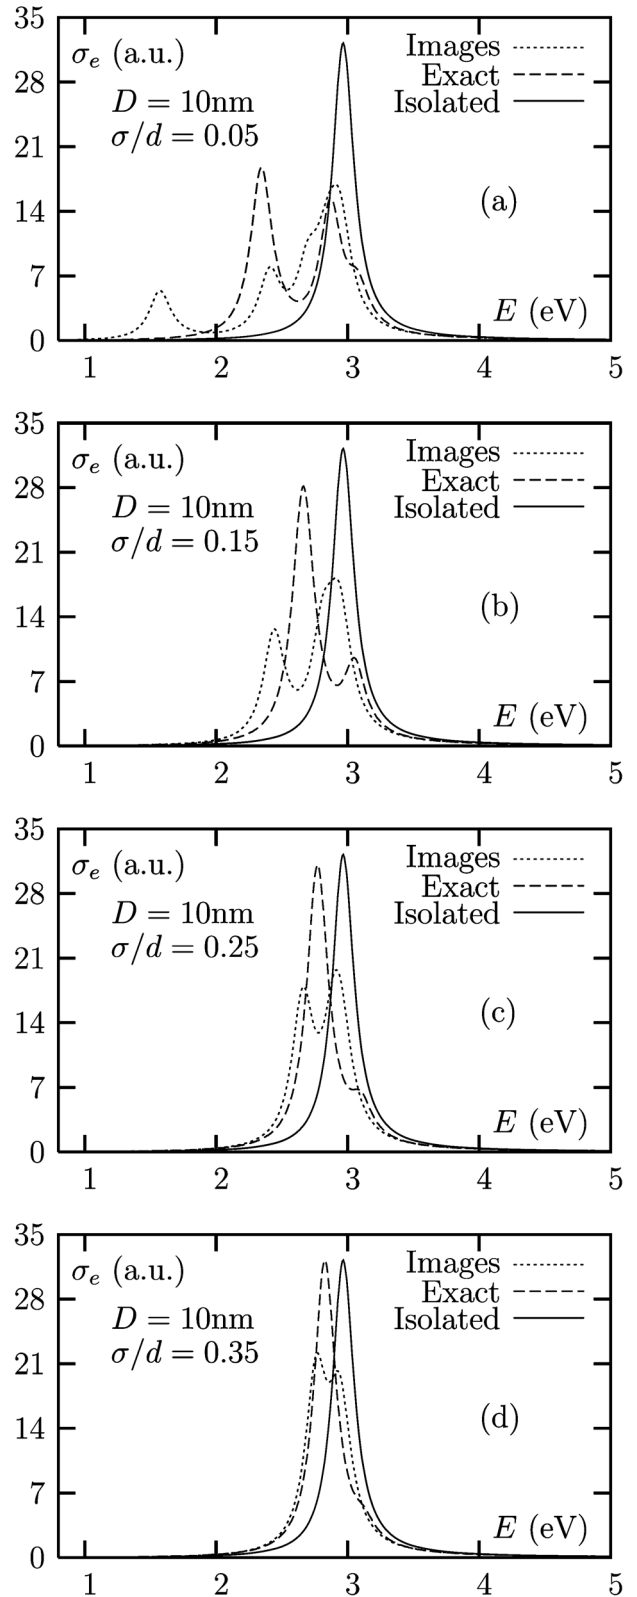 35
σₑ (a.u.)
Images
28
Exact
D = 10nm
Isolated
σ/d = 0.05
21
(a)
14
7
E (eV)
0
1 2 3 4 5
35
σₑ (a.u.)
Images
28
Exact
D = 10nm
Isolated
σ/d = 0.15
21
(b)
14
7
E (eV)
0
1 2 3 4 5
35
σₑ (a.u.)
Images
28
Exact
D = 10nm
Isolated
σ/d = 0.25
21
(c)
14
7
E (eV)
0
1 2 3 4 5
35
σₑ (a.u.)
Images
28
Exact
D = 10nm
Isolated
σ/d = 0.35
21
(d)
14
7
E (eV)
0
1 2 3 4 5